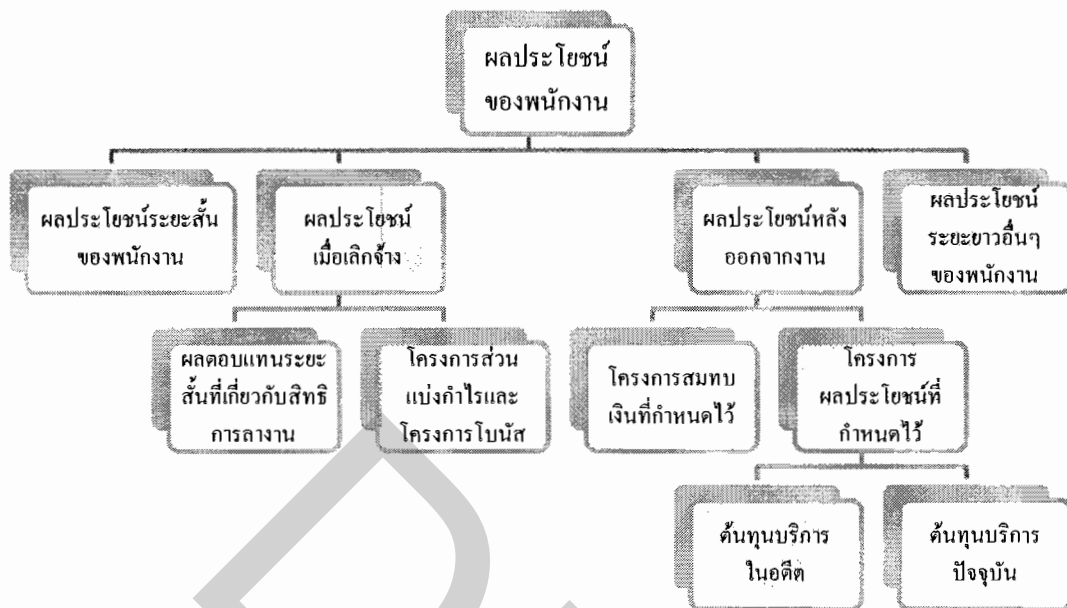 ผลประโยชน์
ของพนักงาน
ผลประโยชน์ระยะสั้น
ของพนักงาน
ผลประโยชน์
เมื่อเลิกจ้าง
ผลประโยชน์หลัง
ออกจากงาน
ผลประโยชน์
ระยะยาวอื่นๆ
ของพนักงาน
ผลตอบแทนระยะ
สั้นที่เกี่ยวกับสิทธิ
การลางาน
โครงการส่วน
แบ่งกำไรและ
โครงการโบนัส
โครงการสมทบ
เงินที่กำหนดไว้
โครงการ
ผลประโยชน์ที่
กำหนดไว้
ต้นทุนบริการ
ในอดีต
ต้นทุนบริการ
ปัจจุบัน